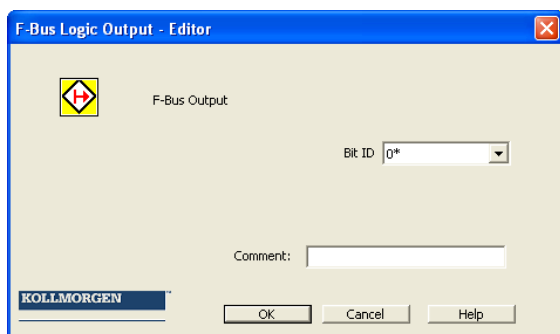 F-Bus Logic Output - Editor
F-Bus Output
Bit ID 0*
Comment:
KOLLMORGEN
OK Cancel Help